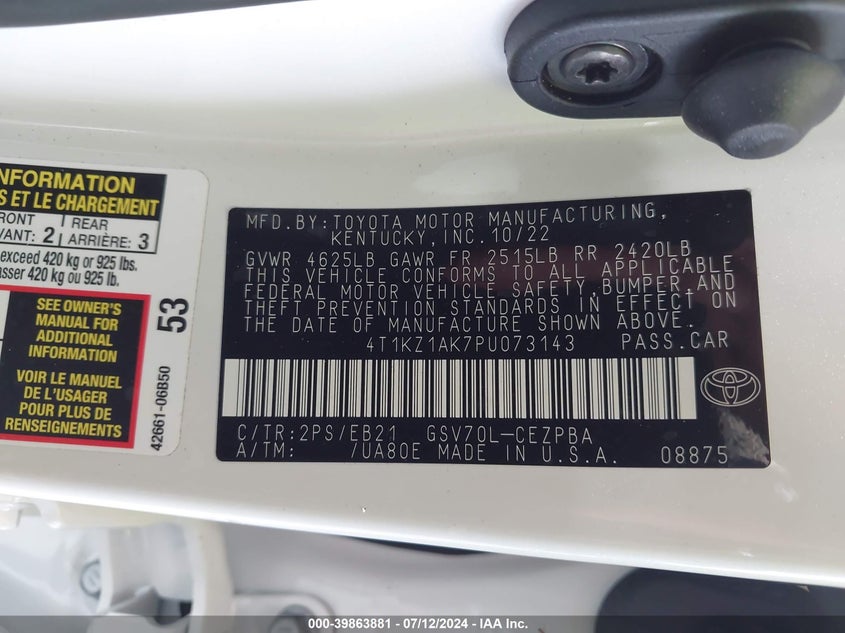 NFORMATION
S ET LE CHARGEMENT
FRONT
VANT: 2
REAR
ARRIÈRE: 3
exceed 420 kg or 925 lbs.
asser 420 kg ou 925 lb.
SEE OWNER'S
MANUAL FOR
ADDITIONAL
INFORMATION
VOIR LE MANUEL
DE L'USAGER
POUR PLUS DE
RENSEIGNEMENTS
53
42661-06B50
MFD.BY:TOYOTA MOTOR MANUFACTURING,
KENTUCKY,INC.10/22
GVWR 4625LB GAWR FR 2515LB RR 2420LB
THIS VEHICLE CONFORMS TO ALL APPLICABLE
FEDERAL MOTOR VEHICLE SAFETY,BUMPER,AND
THEFT PREVENTION STANDARDS IN EFFECT ON
THE DATE OF MANUFACTURE SHOWN ABOVE.
4T1KZ1AK7PU073143 PASS.CAR
C/TR:2PS/EB21 GSV70L-CEZPBA
A/TM: /UA80E MADE IN U.S.A. 08875
000-39863881 - 07/12/2024 - IAA Inc.